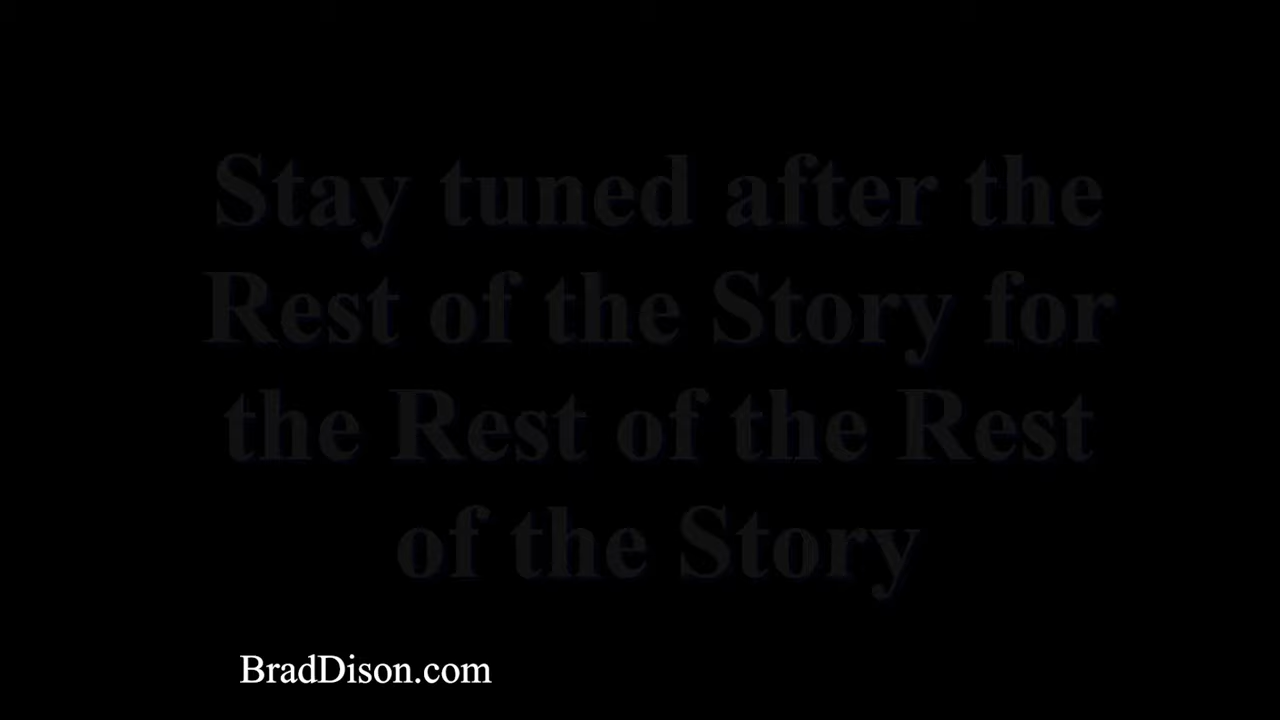 Stay tuned after the
Rest of the Story for
the Rest of the Rest
of the Story
BradDison.com